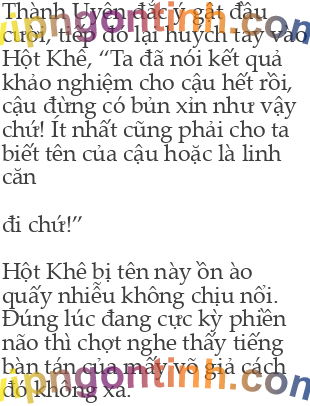 Thành Uyên đắc ý gật đầu
cười, tiếp đó lại huých tay vào
Hột Khê, “Ta đã nói kết quả
khảo nghiệm cho cậu hết rồi,
cậu đừng có bủn xỉn như vậy
chứ! Ít nhất cũng phải cho ta
biết tên của cậu hoặc là linh
căn
đi chứ!”
Hột Khê bị tên này ồn ào
quấy nhiễu không chịu nổi.
Đúng lúc đang cực kỳ phiền
não thì chợt nghe thấy tiếng
bàn tán của mấy võ giả cách
đó không xa.
vipngontinh.com
vipngontinh.com